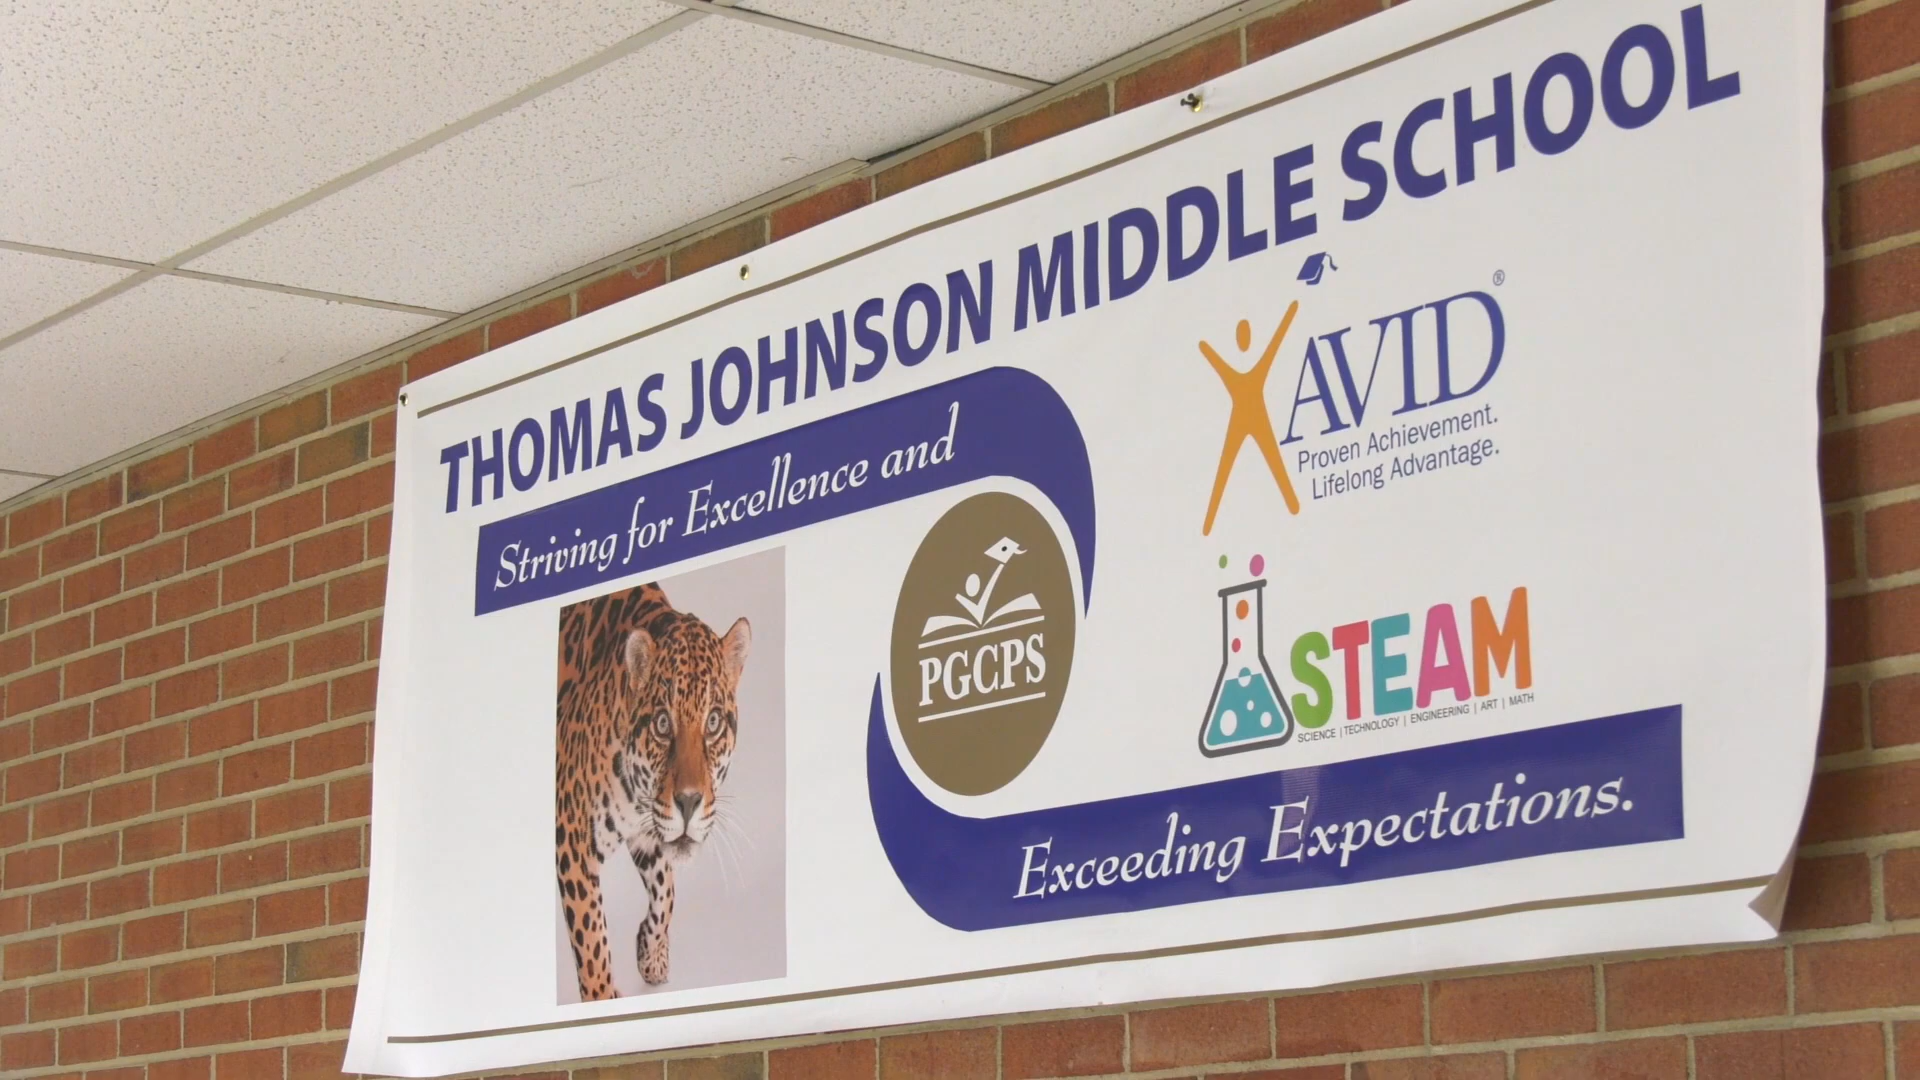 THOMAS JOHNSON MIDDLE SCHOOL
Striving for Excellence and
AVID®
Proven Achievement.
Lifelong Advantage.
PGCPS
STEAM
SCIENCE | TECHNOLOGY | ENGINEERING | ART | MATH
Exceeding Expectations.